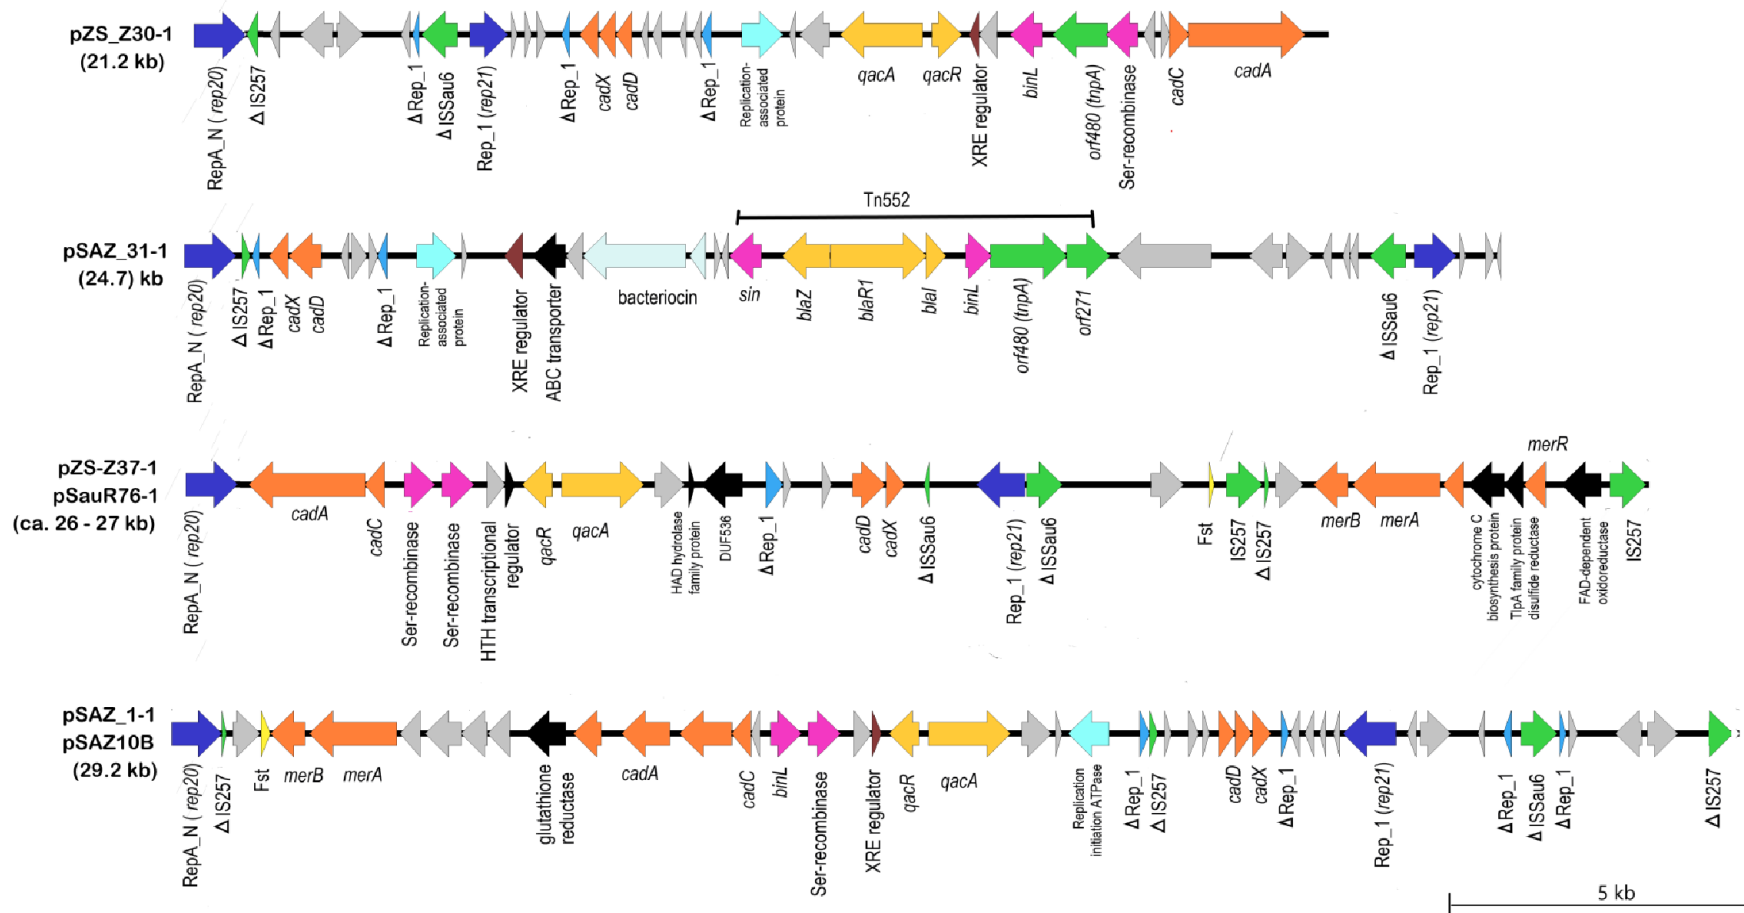 pZS_Z30-1
(21.2 kb)
RepA_N ( rep20)
Δ IS257
Δ Rep_1
Δ ISSau6
Rep_1 (rep21)
Δ Rep_1
cadX
cadD
Δ Rep_1
Replication-
associated
protein
qacA
qacR
XRE regulator
binL
orf480 (tnpA)
Ser-recombinase
cadC
cadA
Tn552
pSAZ_31-1
(24.7) kb
RepA_N ( rep20)
Δ IS257
Δ Rep_1
cadX
cadD
Δ Rep_1
Replication-
associated
protein
XRE regulator
ABC transporter
bacteriocin
sin
blaZ
blaR1
blaI
binL
orf480 (tnpA)
orf271
Δ ISSau6
Rep_1 (rep21)
pZS-Z37-1
pSauR76-1
(ca. 26 - 27 kb)
RepA_N ( rep20)
cadA
cadC
Ser-recombinase
Ser-recombinase
HTH transcriptional
regulator
qacR
qacA
HAD hydrolase
family protein
DUF536
Δ Rep_1
cadD
cadX
Δ ISSau6
Rep_1 (rep21)
Δ ISSau6
Fst
IS257
Δ IS257
merB
merA
cytochrome C
biosynthesis protein
TlpA family protein
disulfide reductase
merR
FAD-dependent
oxidoreductase
IS257
pSAZ_1-1
pSAZ10B
(29.2 kb)
RepA_N ( rep20)
Δ IS257
Fst
merB
merA
glutathione
reductase
cadA
cadC
binL
Ser-recombinase
XRE regulator
qacR
qacA
Replication
initiation ATPase
Δ Rep_1
Δ IS257
cadD
cadX
Δ Rep_1
Rep_1 (rep21)
Δ Rep_1
Δ ISSau6
Δ Rep_1
Δ IS257
5 kb